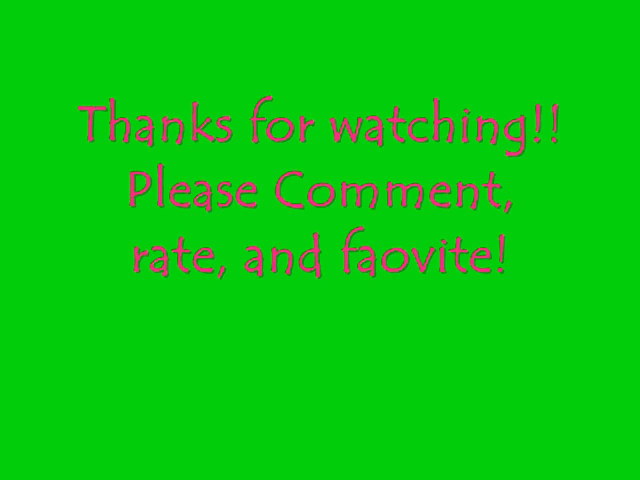 Thanks for watching!!
Please Comment,
rate, and faovite!